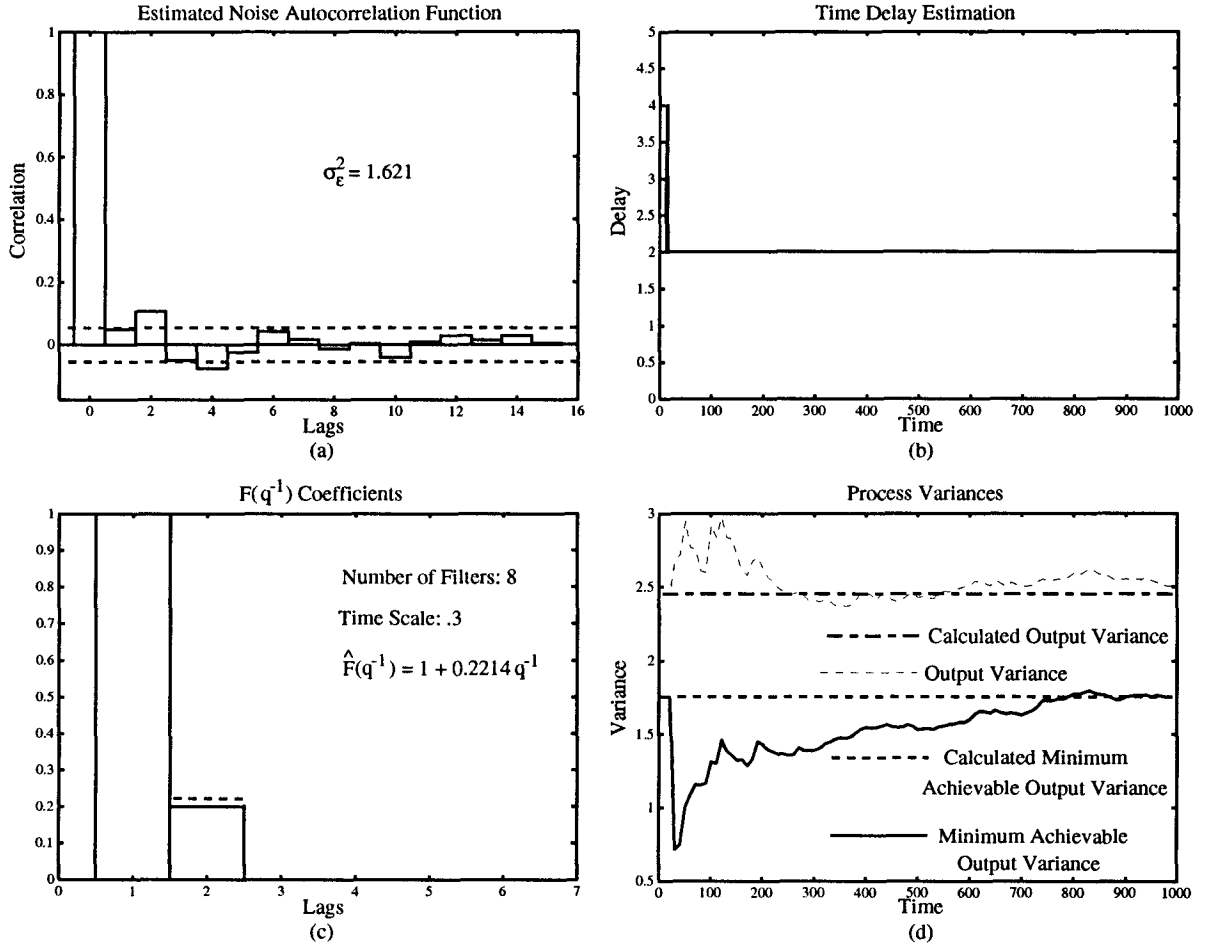 Estimated Noise Autocorrelation Function
1
0.8
0.6
0.4
0.2
0
Correlation
σ²ε = 1.621
0 2 4 6 8 10 12 14 16
Lags
(a)
Time Delay Estimation
5
4.5
4
3.5
3
2.5
2
1.5
1
0.5
0
Delay
0 100 200 300 400 500 600 700 800 900 1000
Time
(b)
F(q⁻¹) Coefficients
1
0.9
0.8
0.7
0.6
0.5
0.4
0.3
0.2
0.1
0
Number of Filters: 8
Time Scale: .3
F̂(q⁻¹) = 1 + 0.2214 q⁻¹
0 1 2 3 4 5 6 7
Lags
(c)
Process Variances
3
2.5
2
1.5
1
0.5
Variance
Calculated Output Variance
Output Variance
Calculated Minimum
Achievable Output Variance
Minimum Achievable
Output Variance
0 100 200 300 400 500 600 700 800 900 1000
Time
(d)